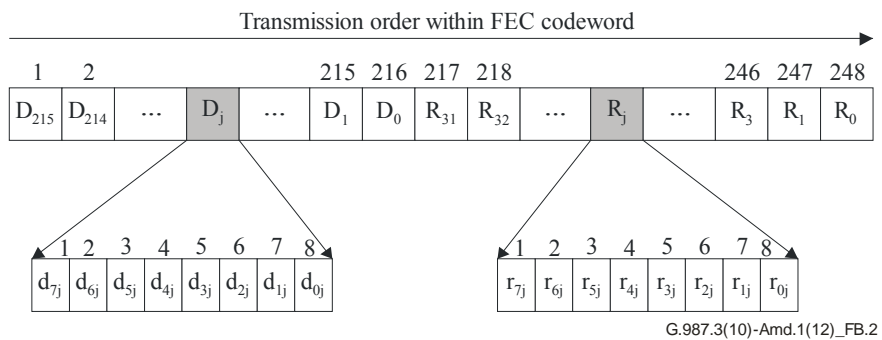 Transmission order within FEC codeword
1 2 215 216 217 218 246 247 248
D215 D214 ... Dj ... D1 D0 R31 R32 ... Rj ... R3 R1 R0
1 2 3 4 5 6 7 8 1 2 3 4 5 6 7 8
d7j d6j d5j d4j d3j d2j d1j d0j r7j r6j r5j r4j r3j r2j r1j r0j
G.987.3(10)-Amd.1(12)_FB.2